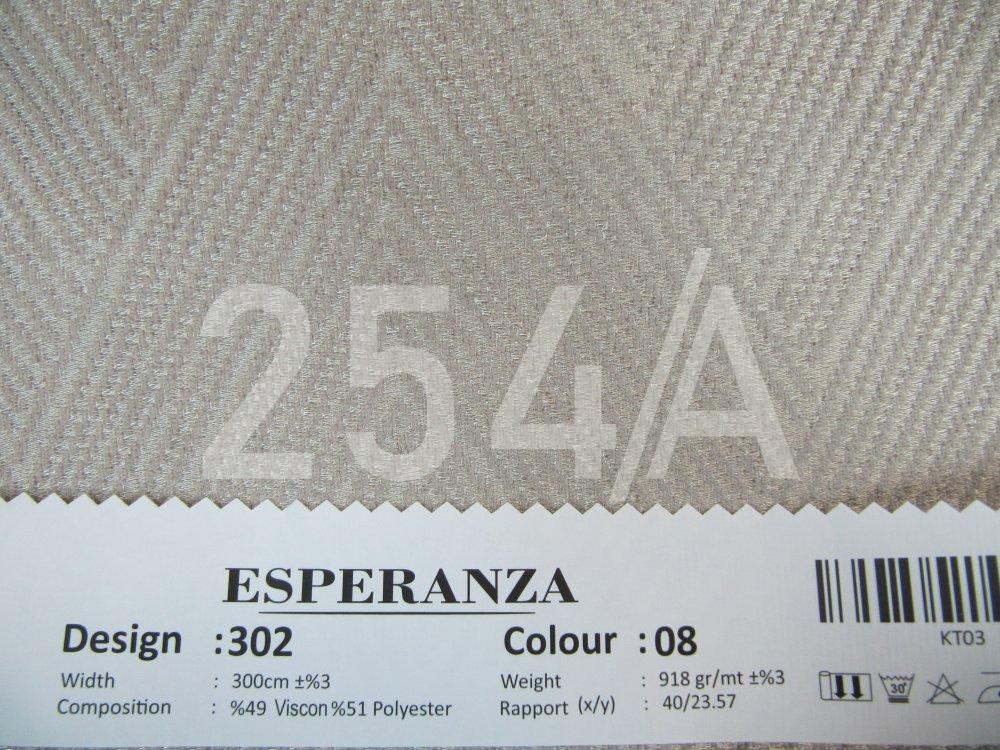 254/A
ESPERANZA
Design :302 Colour :08
KT03
Width : 300cm ±%3 Weight : 918 gr/mt ±%3
Composition : %49 Viscon %51 Polyester Rapport (x/y) : 40/23.57
30°